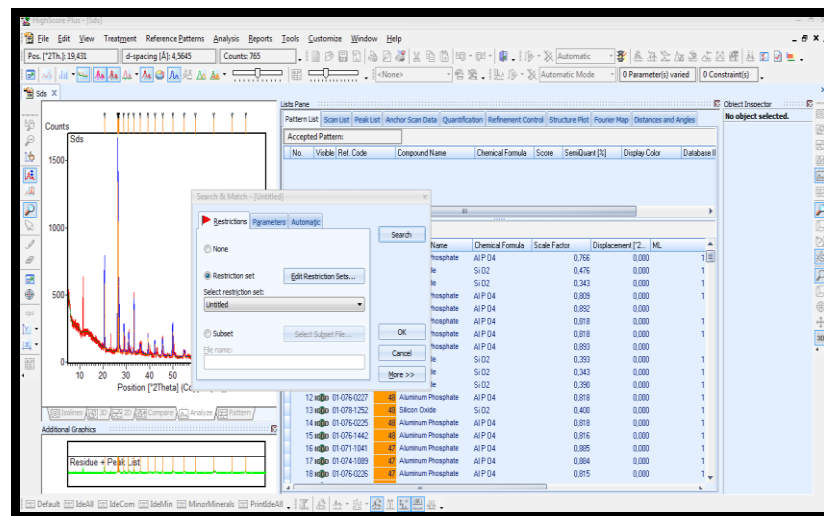 HighScore Plus - [Sds]
File Edit View Treatment Reference Patterns Analysis Reports Tools Customize Window Help
Pos. [°2Th.]: 19,431 d-spacing [Å]: 4,5645 Counts: 765 Automatic
<None> Automatic Mode 0 Parameter(s) varied 0 Constraint(s)
Sds X
Lists Pane
Object Inspector
Pattern List Scan List Peak List Anchor Scan Data Quantification Refinement Control Structure Plot Fourier Map Distances and Angles
No object selected.
Accepted Pattern:
No. Visible Ref. Code Compound Name Chemical Formula Score SemiQuant [%] Display Color Database
Counts
Sds
1500
1000
500
0
10 20 30 40 50
Position [°2Theta] (Co
Search & Match - [Untitled]
Restrictions Parameters Automatic
Search
None
Restriction set
Edit Restriction Sets...
Select restriction set:
Untitled
Subset
Select Subset File...
File name:
OK
Cancel
More >>
Name Chemical Formula Scale Factor Displacement [°2... ML
Phosphate Al P O4 0,766 0,000 1
Si O2 0,476 0,000 1
Si O2 0,343 0,000 1
Phosphate Al P O4 0,809 0,000 1
Phosphate Al P O4 0,892 0,000
Phosphate Al P O4 0,818 0,000 1
Phosphate Al P O4 0,818 0,000 1
Phosphate Al P O4 0,893 0,000
Si O2 0,393 0,000 1
Si O2 0,343 0,000 1
Si O2 0,390 0,000 1
12 01-076-0227 48 Aluminum Phosphate Al P O4 0,818 0,000 1
13 01-078-1252 48 Silicon Oxide Si O2 0,400 0,000 1
14 01-076-0225 48 Aluminum Phosphate Al P O4 0,818 0,000 1
15 01-076-1442 48 Aluminum Phosphate Al P O4 0,816 0,000 1
16 01-071-1041 47 Aluminum Phosphate Al P O4 0,885 0,000 1
17 01-074-1089 47 Aluminum Phosphate Al P O4 0,884 0,000 1
18 01-076-0226 47 Aluminum Phosphate Al P O4 0,815 0,000 1
Isolines 3D 2D Compare Analyze Pattern
Additional Graphics
Residue + Peak List
Default IdeAll IdeCom IdeMin MinorMinerals PrintIdeAll